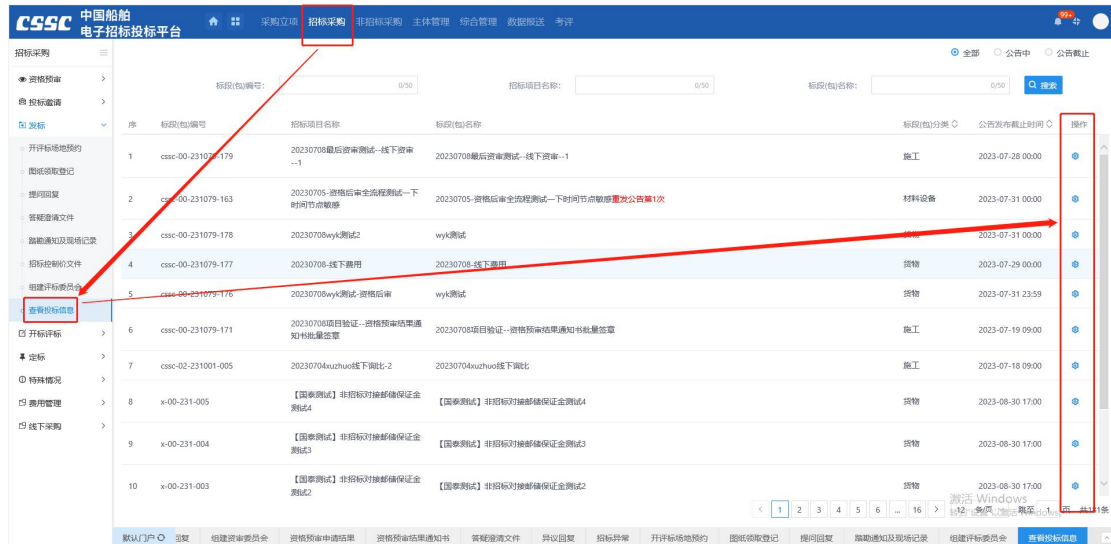 CSSC 中国船舶
电子招标投标平台
采购立项 招标采购 非招标采购 主体管理 综合管理 数据报送 考评
99+
招标采购
全部 公告中 公告截止
资格预审
标段(包)编号: 0/50 招标项目名称: 0/50 标段(包)名称: 0/50 搜索
投标邀请
发标
序 标段(包)编号 招标项目名称 标段(包)名称 标段(包)分类 公告发布截止时间 操作
开评标场地预约
图纸领取登记
提问回复
答疑澄清文件
踏勘通知及现场记录
招标控制价文件
组建评标委员会
查看投标信息
开标评标
定标
特殊情况
费用管理
线下采购
1 cssc-00-231079-179 20230708最后资审测试--线下资审 20230708最后资审测试--线下资审--1 施工 2023-07-28 00:00
--1
2 cssc-00-231079-163 20230705-资格后审全流程测试—下 20230705-资格后审全流程测试—下时间节点敏感重发公告第1次 材料设备 2023-07-31 00:00
时间节点敏感
3 cssc-00-231079-178 20230708wyk测试2 wyk测试 货物 2023-07-31 00:00
4 cssc-00-231079-177 20230708-线下费用 20230708-线下费用 货物 2023-07-29 00:00
5 cssc-00-231079-176 20230708wyk测试-资格后审 wyk测试 货物 2023-07-31 23:59
6 cssc-00-231079-171 20230708项目验证--资格预审结果通 20230708项目验证--资格预审结果通知书批量签章 施工 2023-07-19 09:00
知书批量签章
7 cssc-02-231001-005 20230704xuzhuo线下询比-2 20230704xuzhuo线下询比 施工 2023-07-18 09:00
8 x-00-231-005 【国泰测试】非招标对接邮储保证金 【国泰测试】非招标对接邮储保证金测试4 货物 2023-08-30 17:00
测试4
9 x-00-231-004 【国泰测试】非招标对接邮储保证金 【国泰测试】非招标对接邮储保证金测试3 货物 2023-08-30 17:00
测试3
10 x-00-231-003 【国泰测试】非招标对接邮储保证金 【国泰测试】非招标对接邮储保证金测试2 货物 2023-08-30 17:00
测试2
激活 Windows
1 2 3 4 5 6 ... 16 12 条/页 跳至 1 页 共181条
默认门户 回复 组建资审委员会 资格预审申请结果 资格预审结果通知书 答疑澄清文件 异议回复 招标异常 开评标场地预约 图纸领取登记 提问回复 踏勘通知及现场记录 组建评标委员会 查看投标信息